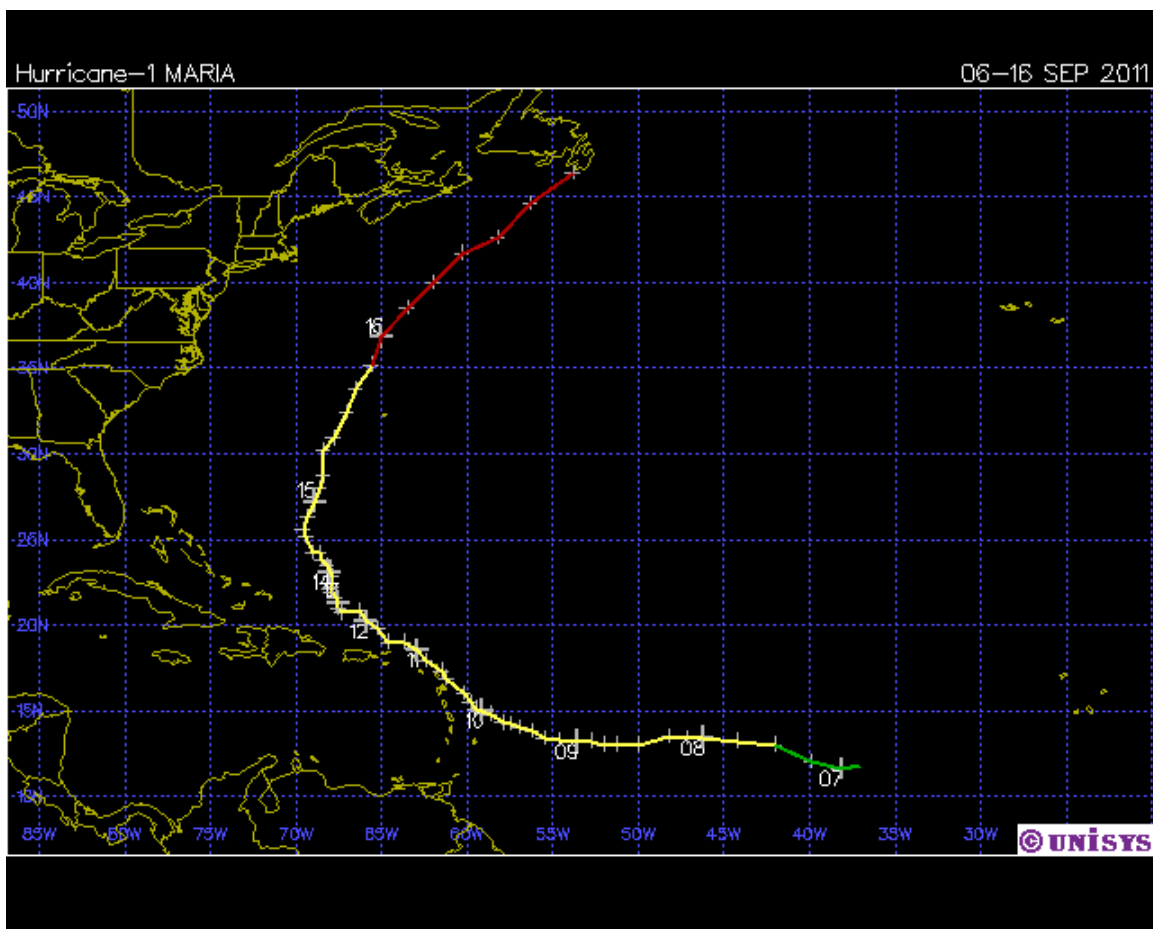 Hurricane-1 MARIA 06-16 SEP 2011
50N
45N
40N
16
35N
30N
15
25N
14
20N
12
11
15N
10
09 08
07
10N
85W 80W 75W 70W 65W 60W 55W 50W 45W 40W 35W 30W
© UNISYS